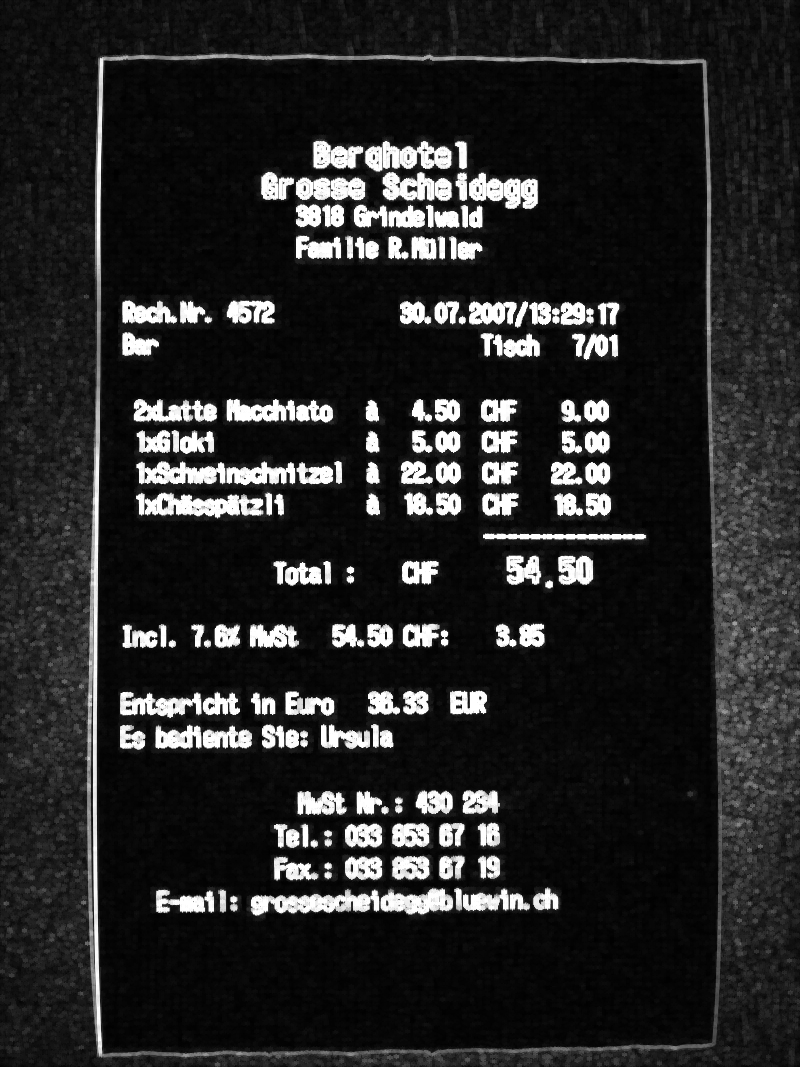 Berghotel
Grosse Scheidegg
3818 Grindelwald
Familie R.Müller
Rech.Nr. 4572 30.07.2007/13:29:17
Bar Tisch 7/01
2xLatte Macchiato à 4.50 CHF 9.00
1xGloki à 5.00 CHF 5.00
1xSchweinschnitzel à 22.00 CHF 22.00
1xChässpätzli à 18.50 CHF 18.50
Total : CHF 54.50
Incl. 7.6% MwSt 54.50 CHF: 3.85
Entspricht in Euro 36.33 EUR
Es bediente Sie: Ursula
MwSt Nr.: 430 234
Tel.: 033 853 67 16
Fax.: 033 853 67 19
E-mail: grossescheidegg@bluewin.ch